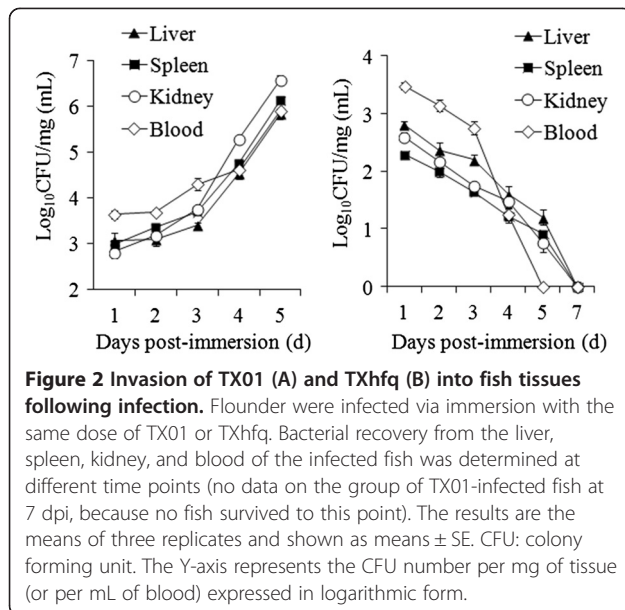 Liver
Spleen
Kidney
Blood
Log₁₀CFU/mg (mL)
7
6
5
4
3
2
1 2 3 4 5
Days post-immersion (d)
Liver
Spleen
Kidney
Blood
Log₁₀CFU/mg (mL)
4
3
2
1
0
1 2 3 4 5 7
Days post-immersion (d)
Figure 2 Invasion of TX01 (A) and TXhfq (B) into fish tissues
following infection. Flounder were infected via immersion with the
same dose of TX01 or TXhfq. Bacterial recovery from the liver,
spleen, kidney, and blood of the infected fish was determined at
different time points (no data on the group of TX01-infected fish at
7 dpi, because no fish survived to this point). The results are the
means of three replicates and shown as means ± SE. CFU: colony
forming unit. The Y-axis represents the CFU number per mg of tissue
(or per mL of blood) expressed in logarithmic form.